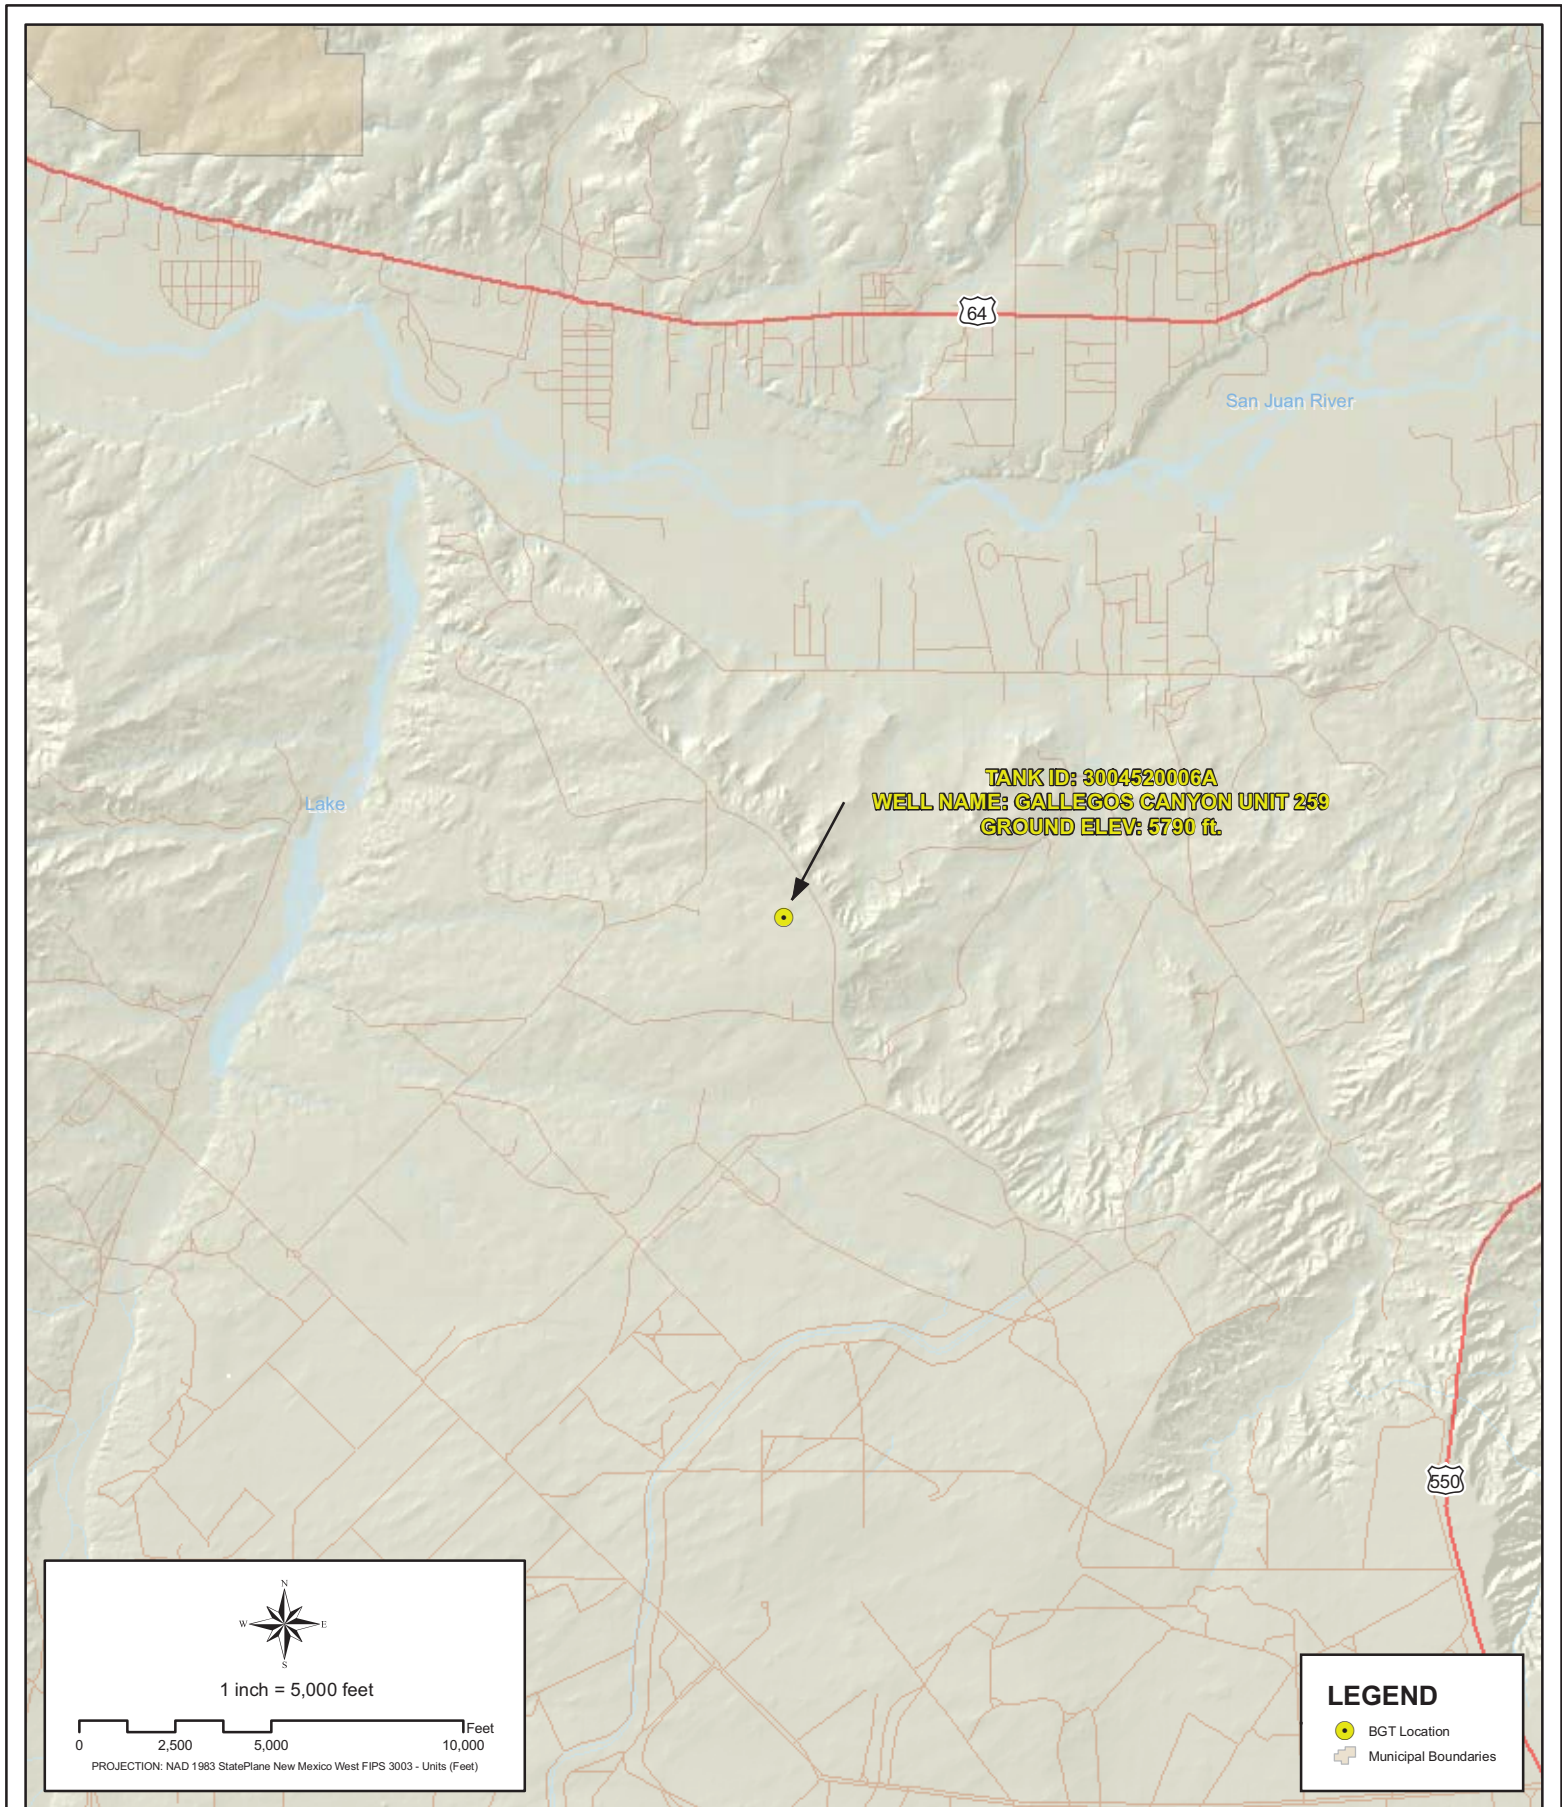 64
San Juan River
TANK ID: 3004520006A
WELL NAME: GALLEGOS CANYON UNIT 259
GROUND ELEV: 5790 ft.
Lake
550
N
W E
S
1 inch = 5,000 feet
Feet
0 2,500 5,000 10,000
PROJECTION: NAD 1983 StatePlane New Mexico West FIPS 3003 - Units (Feet)
LEGEND
BGT Location
Municipal Boundaries